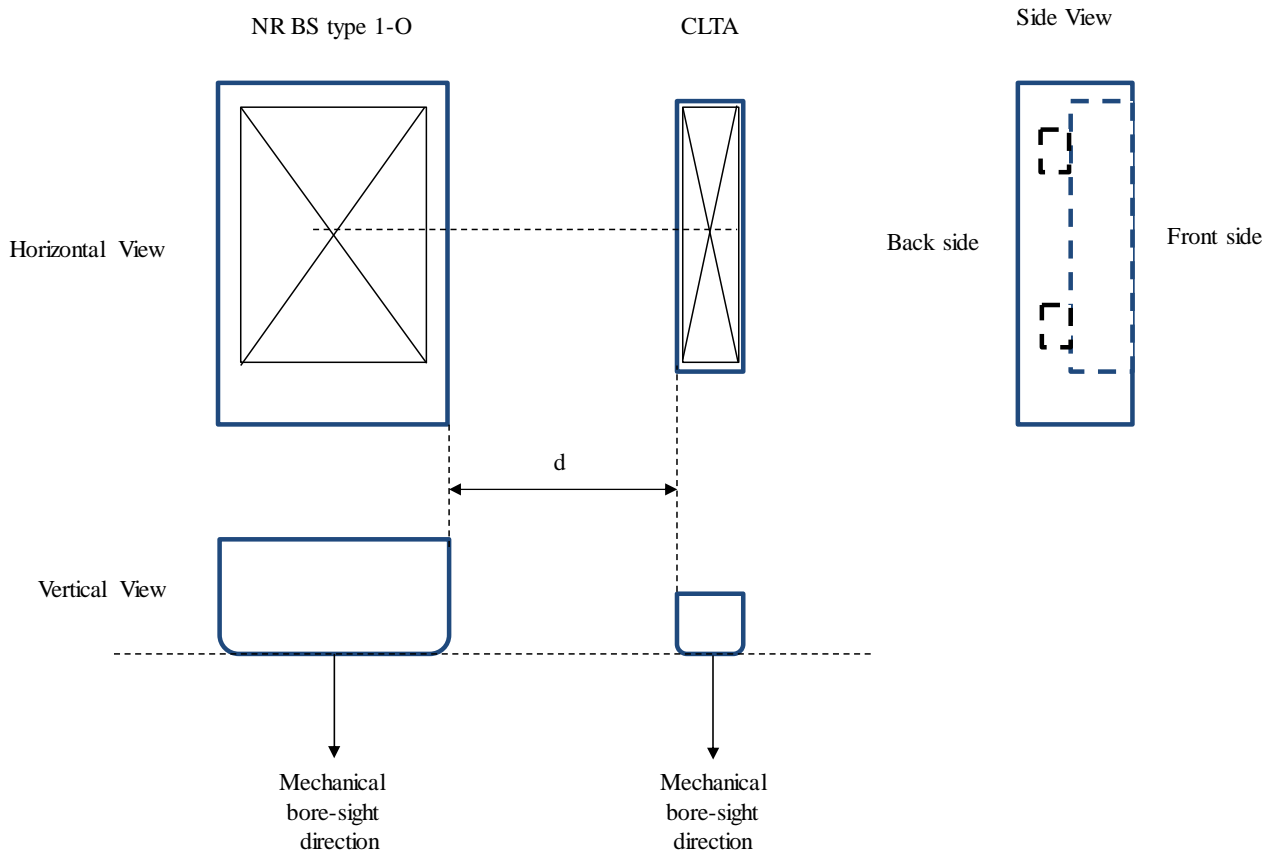 NR BS type 1-O
CLTA
Side View
Horizontal View
Back side
Front side
d
Vertical View
Mechanical
bore-sight
direction
Mechanical
bore-sight
direction